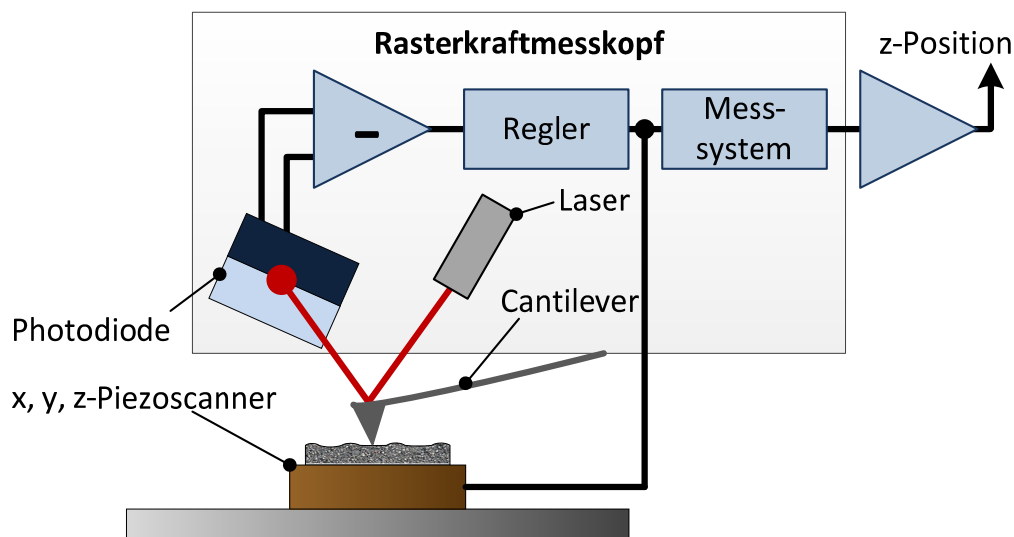 Rasterkraftmesskopf
z-Position
-
Regler
Mess-
system
Laser
Cantilever
Photodiode
x, y, z-Piezoscanner